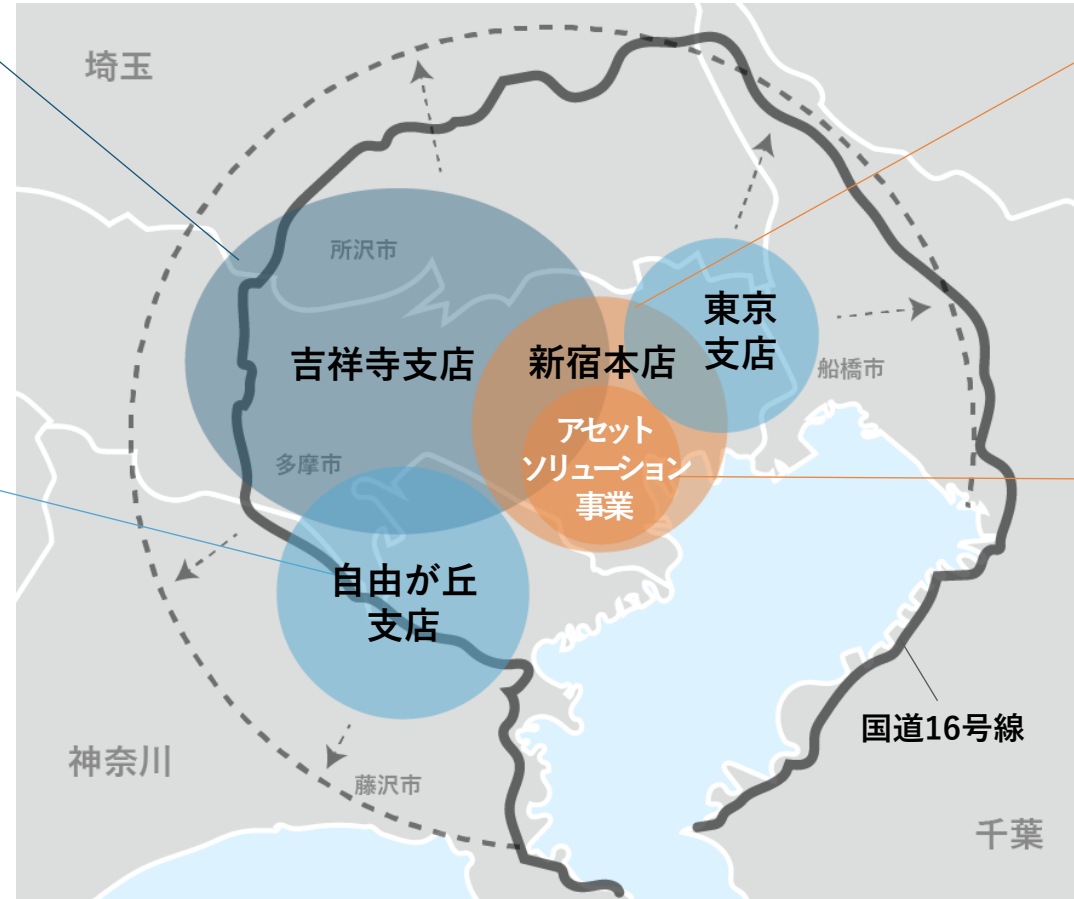 埼玉
所沢市
東京
支店
吉祥寺支店
新宿本店
船橋市
アセット
ソリューション
事業
多摩市
自由が丘
支店
国道16号線
神奈川
藤沢市
千葉